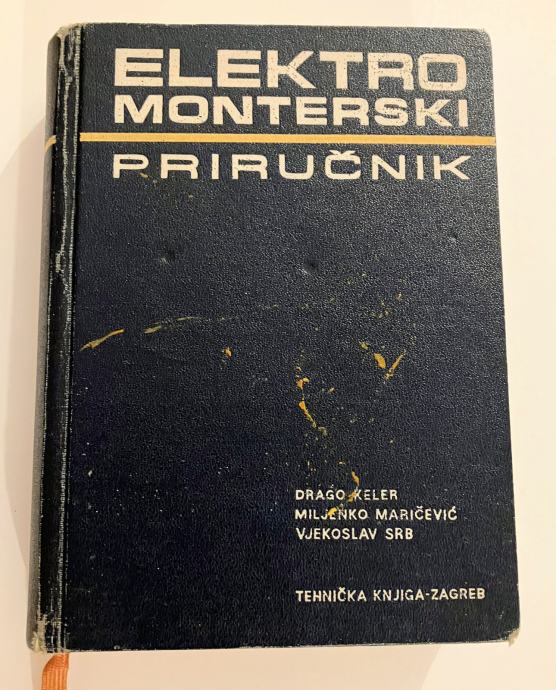 ELEKTRO
MONTERSKI
PRIRUČNIK
DRAGO KELER
MILJENKO MARIČEVIĆ
VJEKOSLAV SRB
TEHNIČKA KNJIGA-ZAGREB